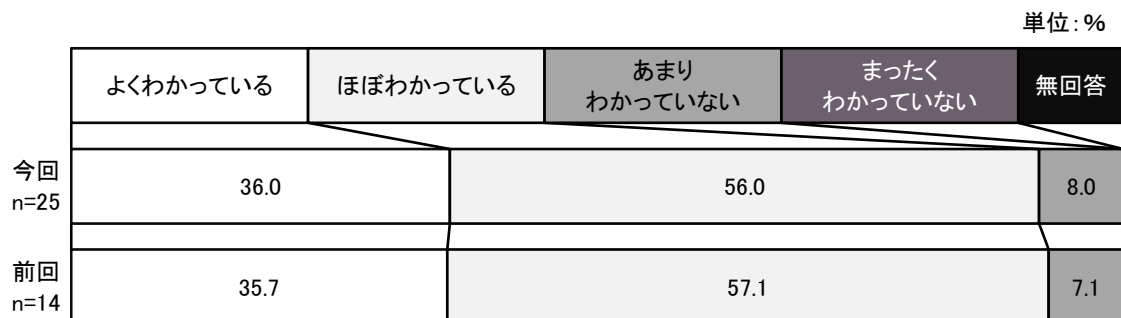 単位:%
よくわかっている
ほぼわかっている
あまり
わかっていない
まったく
わかっていない
無回答
今回
n=25
36.0
56.0
8.0
前回
n=14
35.7
57.1
7.1